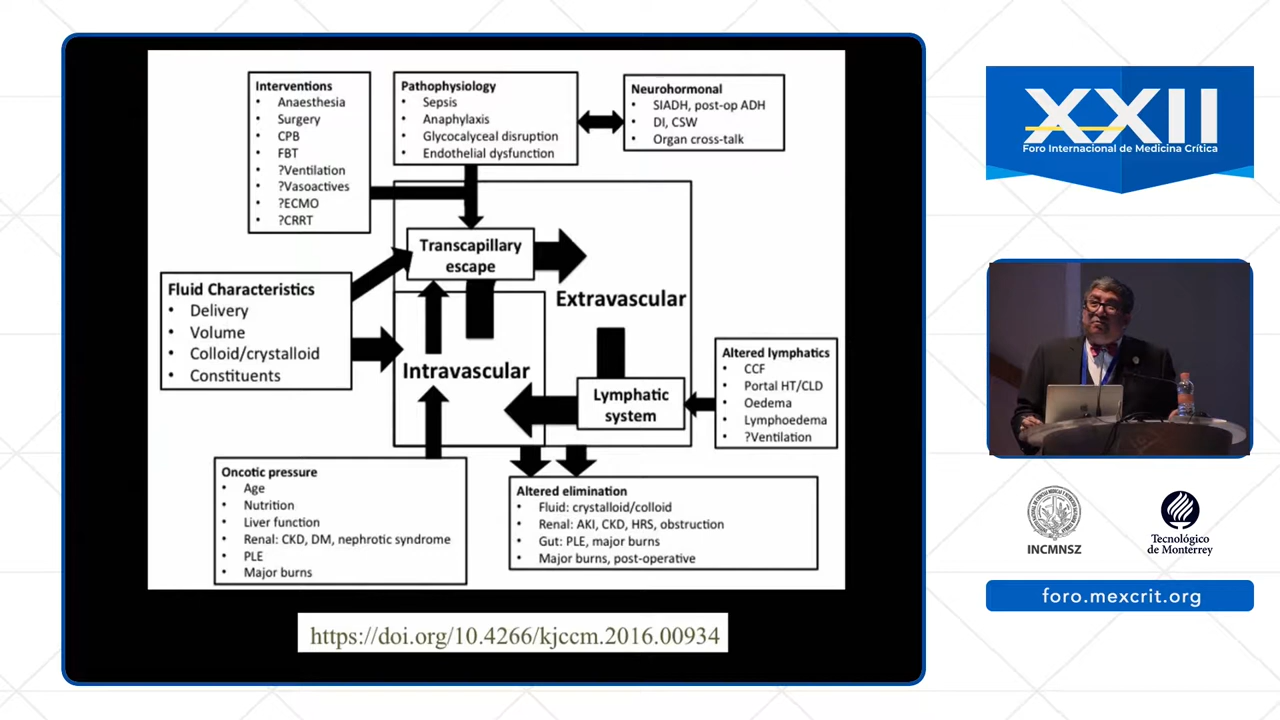 Interventions
• Anaesthesia
• Surgery
• CPB
• FBT
• ?Ventilation
• ?Vasoactives
• ?ECMO
• ?CRRT
Pathophysiology
• Sepsis
• Anaphylaxis
• Glycocalyceal disruption
• Endothelial dysfunction
Neurohormonal
• SIADH, post-op ADH
• DI, CSW
• Organ cross-talk
Transcapillary
escape
Extravascular
Fluid Characteristics
• Delivery
• Volume
• Colloid/crystalloid
• Constituents
Intravascular
Lymphatic
system
Altered lymphatics
• CCF
• Portal HT/CLD
• Oedema
• Lymphoedema
• ?Ventilation
Oncotic pressure
• Age
• Nutrition
• Liver function
• Renal: CKD, DM, nephrotic syndrome
• PLE
• Major burns
Altered elimination
• Fluid: crystalloid/colloid
• Renal: AKI, CKD, HRS, obstruction
• Gut: PLE, major burns
• Major burns, post-operative
https://doi.org/10.4266/kjccm.2016.00934
XXII
Foro Internacional de Medicina Crítica
INCMNSZ
Tecnológico
de Monterrey
foro.mexcrit.org